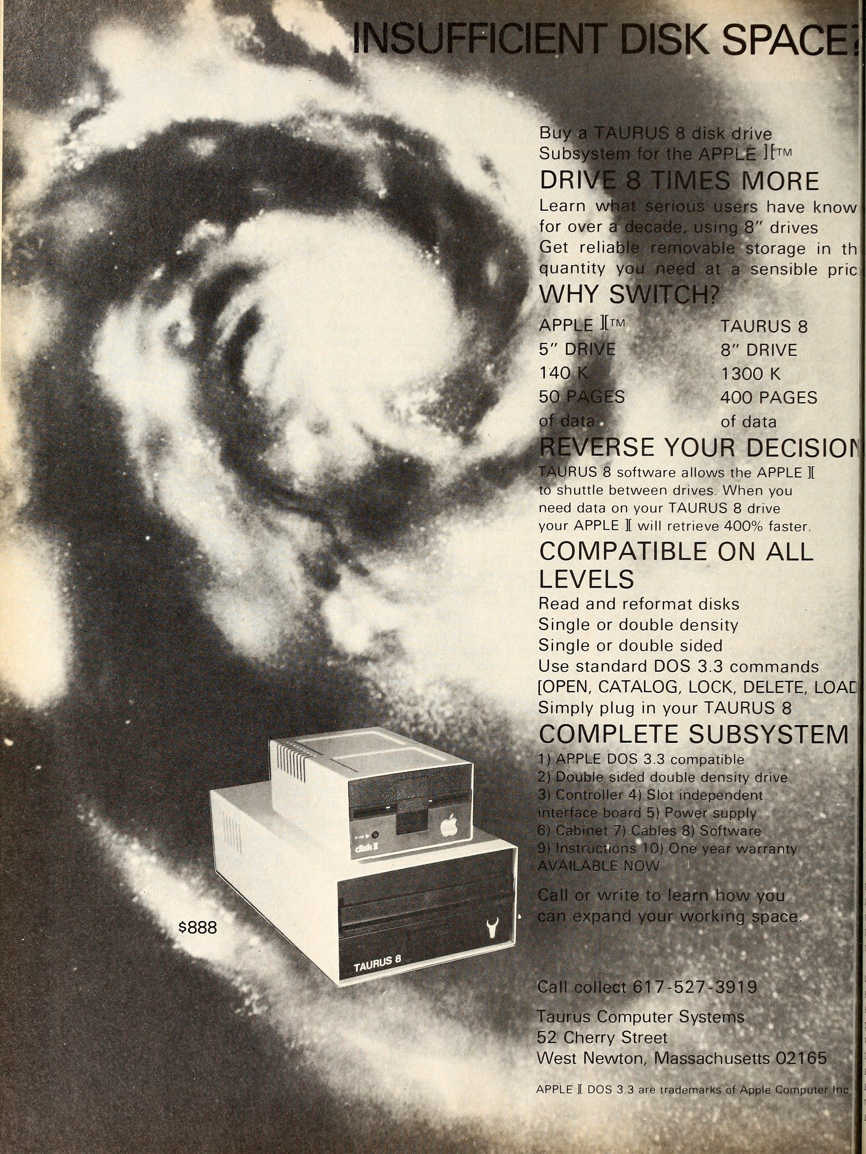 INSUFFICIENT DISK SPACE?
Buy a TAURUS 8 disk drive
Subsystem for the APPLE ][™
DRIVE 8 TIMES MORE
Learn what serious users have know
for over a decade, using 8" drives
Get reliable removable storage in th
quantity you need at a sensible pric
WHY SWITCH?
APPLE ][™ TAURUS 8
5" DRIVE 8" DRIVE
140 K 1300 K
50 PAGES 400 PAGES
of data of data
REVERSE YOUR DECISION
TAURUS 8 software allows the APPLE ][
to shuttle between drives. When you
need data on your TAURUS 8 drive
your APPLE ][ will retrieve 400% faster.
COMPATIBLE ON ALL
LEVELS
Read and reformat disks
Single or double density
Single or double sided
Use standard DOS 3.3 commands
[OPEN, CATALOG, LOCK, DELETE, LOAD
Simply plug in your TAURUS 8
COMPLETE SUBSYSTEM
1) APPLE DOS 3.3 compatible
2) Double sided double density drive
3) Controller 4) Slot independent
interface board 5) Power supply
6) Cabinet 7) Cables 8) Software
9) Instructions 10) One year warranty
AVAILABLE NOW
Call or write to learn how you
can expand your working space.
disk ][
TAURUS 8
$888
Call collect 617-527-3919
Taurus Computer Systems
52 Cherry Street
West Newton, Massachusetts 02165
APPLE ][ DOS 3.3 are trademarks of Apple Computer Inc.